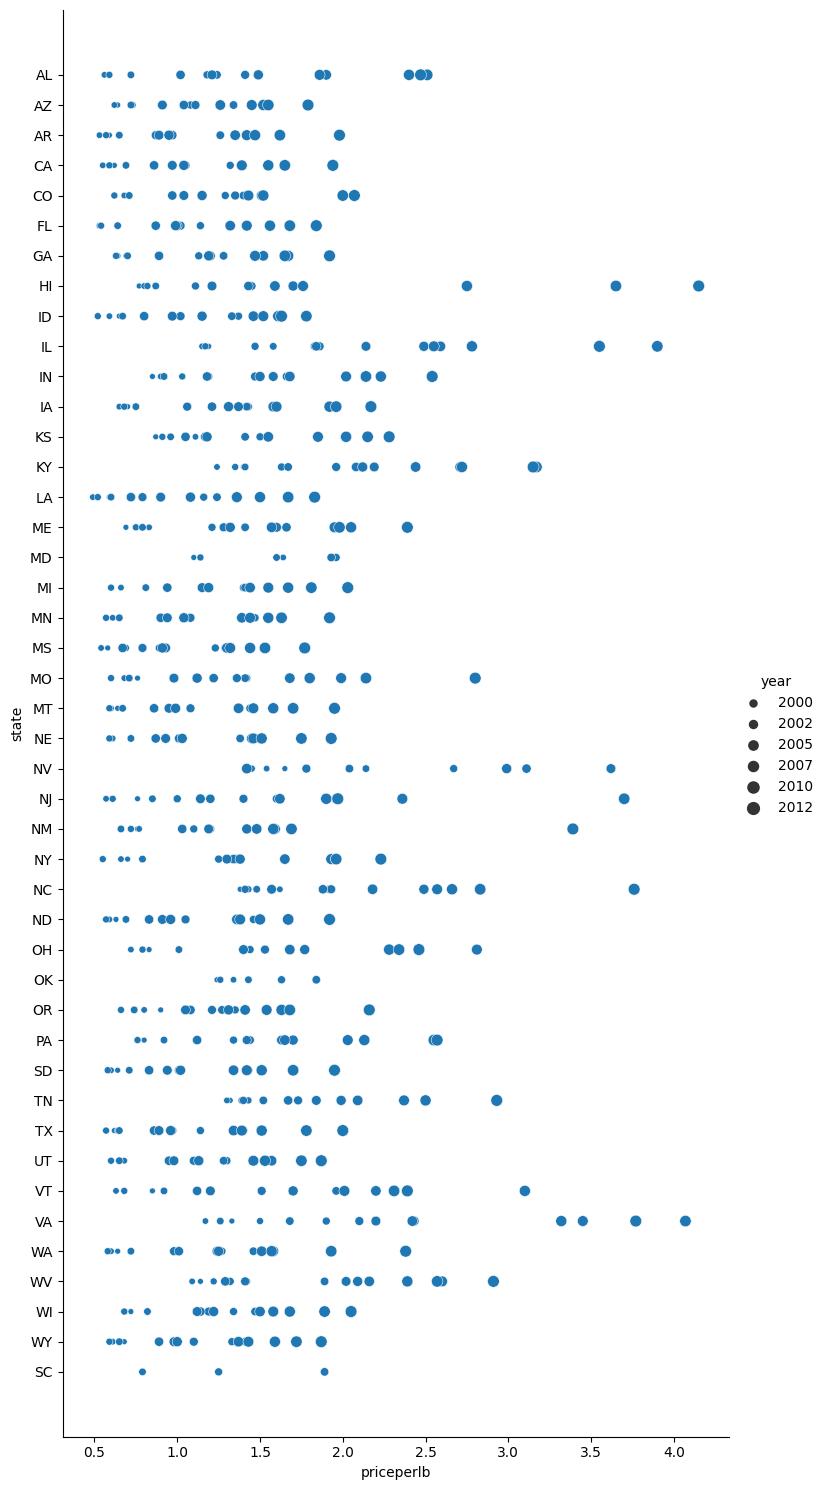 AL
AZ
AR
CA
CO
FL
GA
HI
ID
IL
IN
IA
KS
KY
LA
ME
MD
MI
MN
MS
MO
MT
NE
NV
NJ
NM
NY
NC
ND
OH
OK
OR
PA
SD
TN
TX
UT
VT
VA
WA
WV
WI
WY
SC
state
0.5 1.0 1.5 2.0 2.5 3.0 3.5 4.0
priceperlb
year
2000
2002
2005
2007
2010
2012